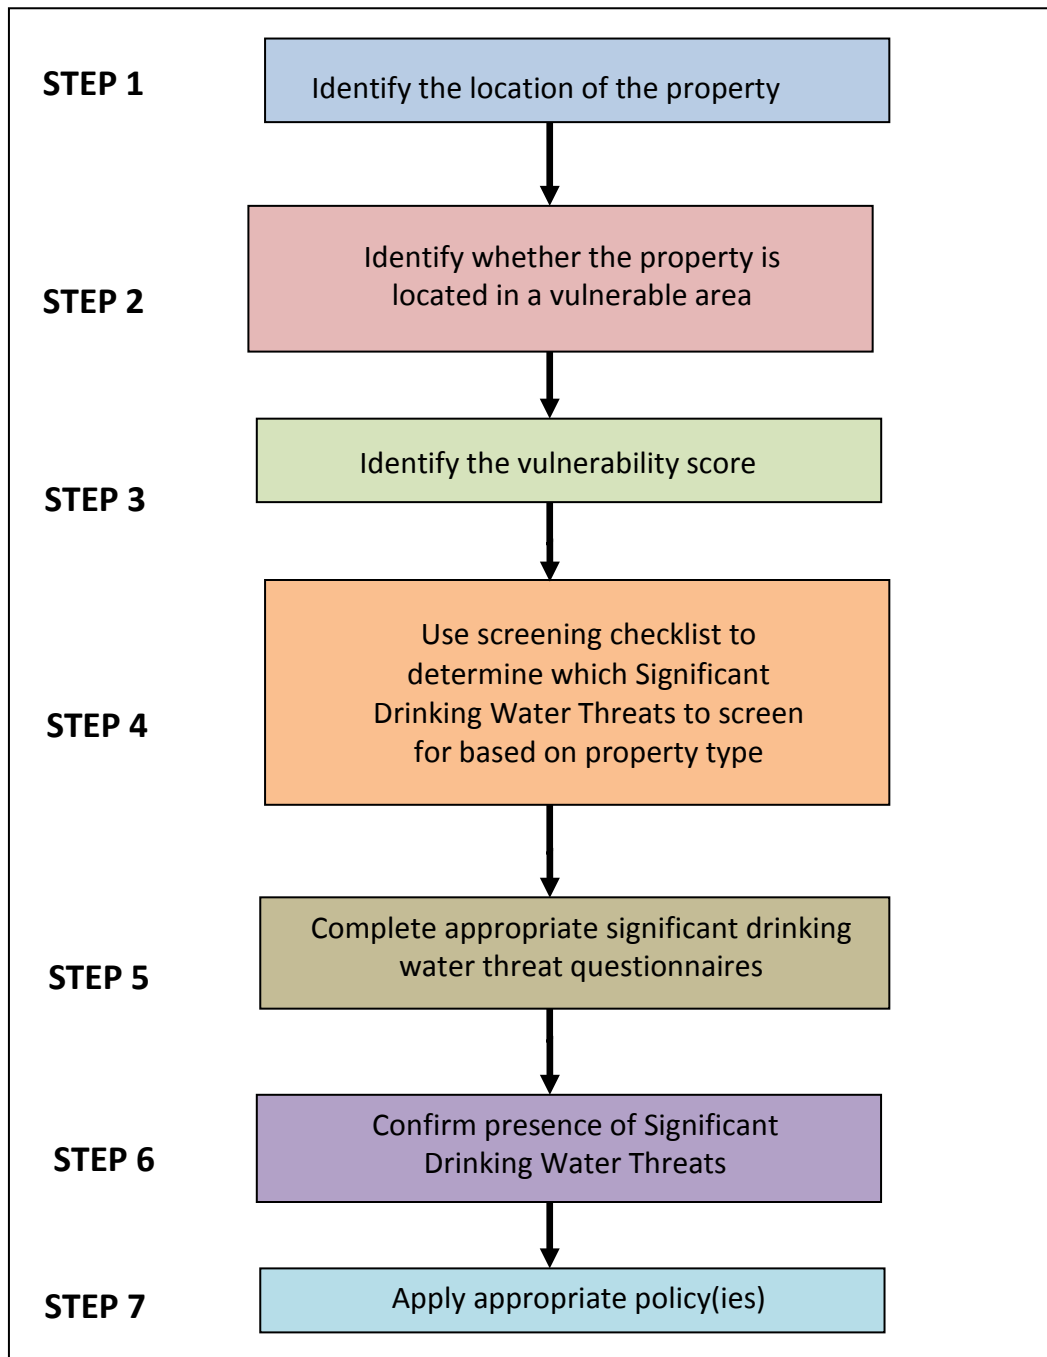 STEP 1
Identify the location of the property
STEP 2
Identify whether the property is
located in a vulnerable area
STEP 3
Identify the vulnerability score
STEP 4
Use screening checklist to
determine which Significant
Drinking Water Threats to screen
for based on property type
STEP 5
Complete appropriate significant drinking
water threat questionnaires
STEP 6
Confirm presence of Significant
Drinking Water Threats
STEP 7
Apply appropriate policy(ies)